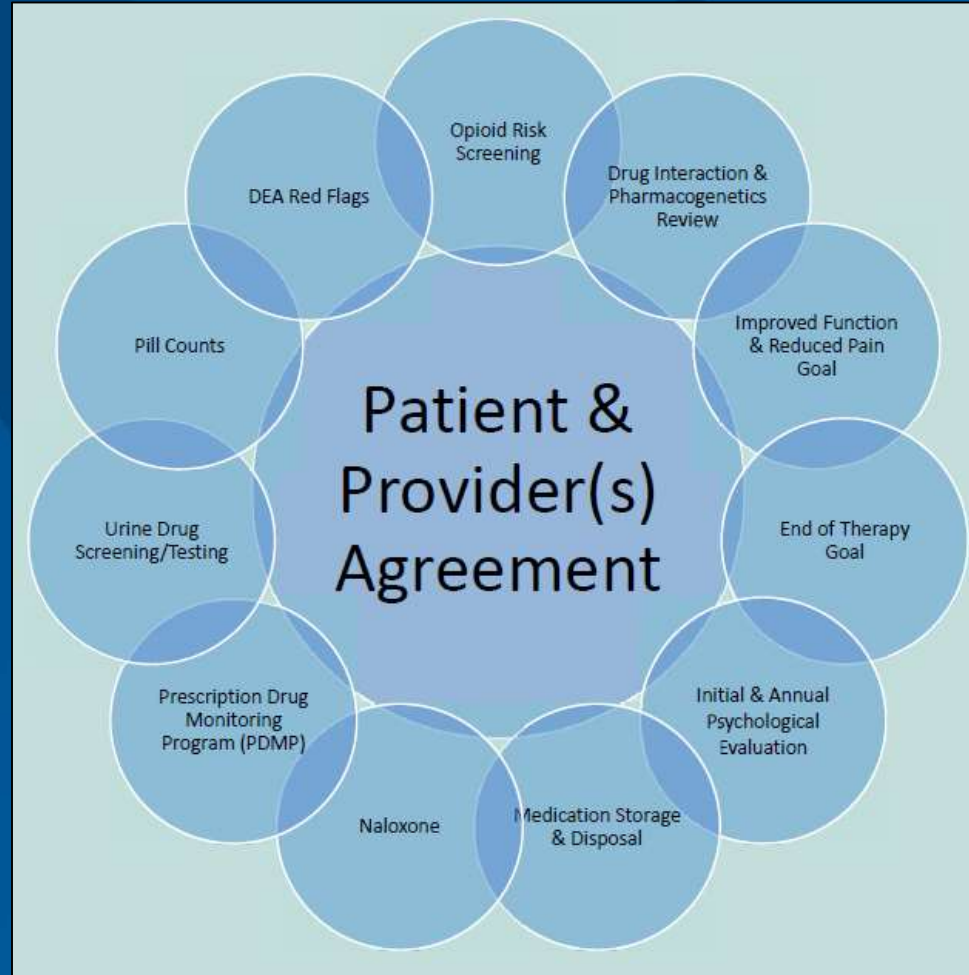 Opioid Risk
Screening
Drug Interaction &
Pharmacogenetics
Review
Improved Function
& Reduced Pain
Goal
End of Therapy
Goal
Initial & Annual
Psychological
Evaluation
Medication Storage
& Disposal
Naloxone
Prescription Drug
Monitoring
Program (PDMP)
Urine Drug
Screening/Testing
Pill Counts
DEA Red Flags
Patient &
Provider(s)
Agreement